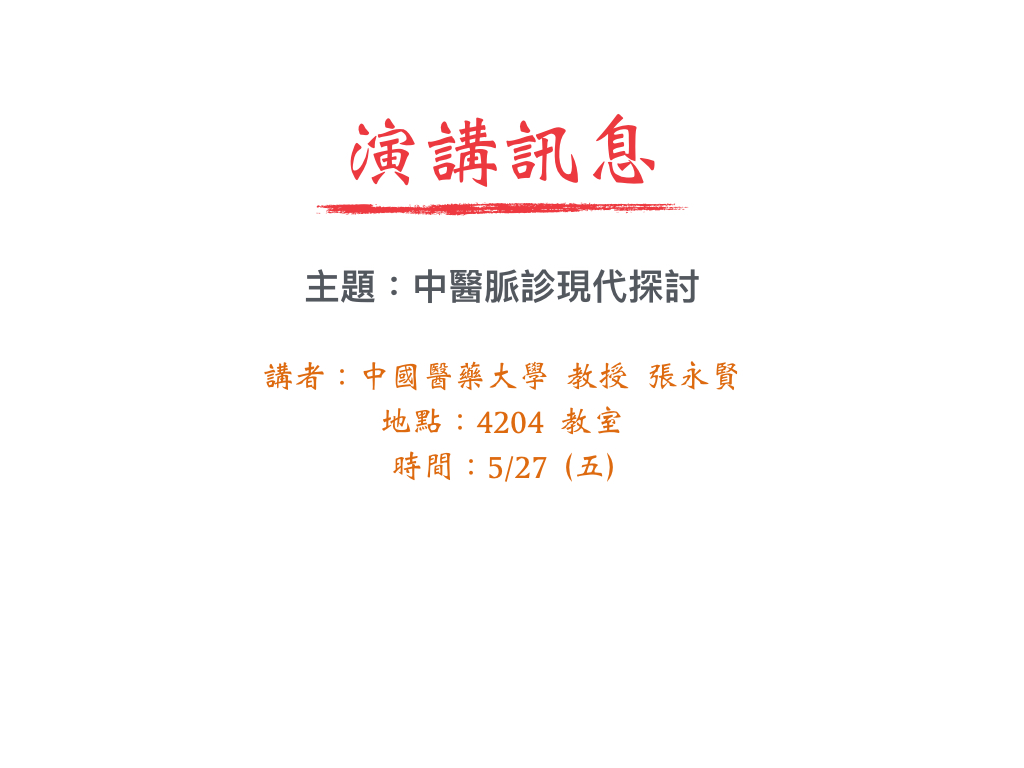 演講訊息
主題：中醫脈診現代探討
講者：中國醫藥大學 教授 張永賢
地點：4204 教室
時間：5/27 (五)